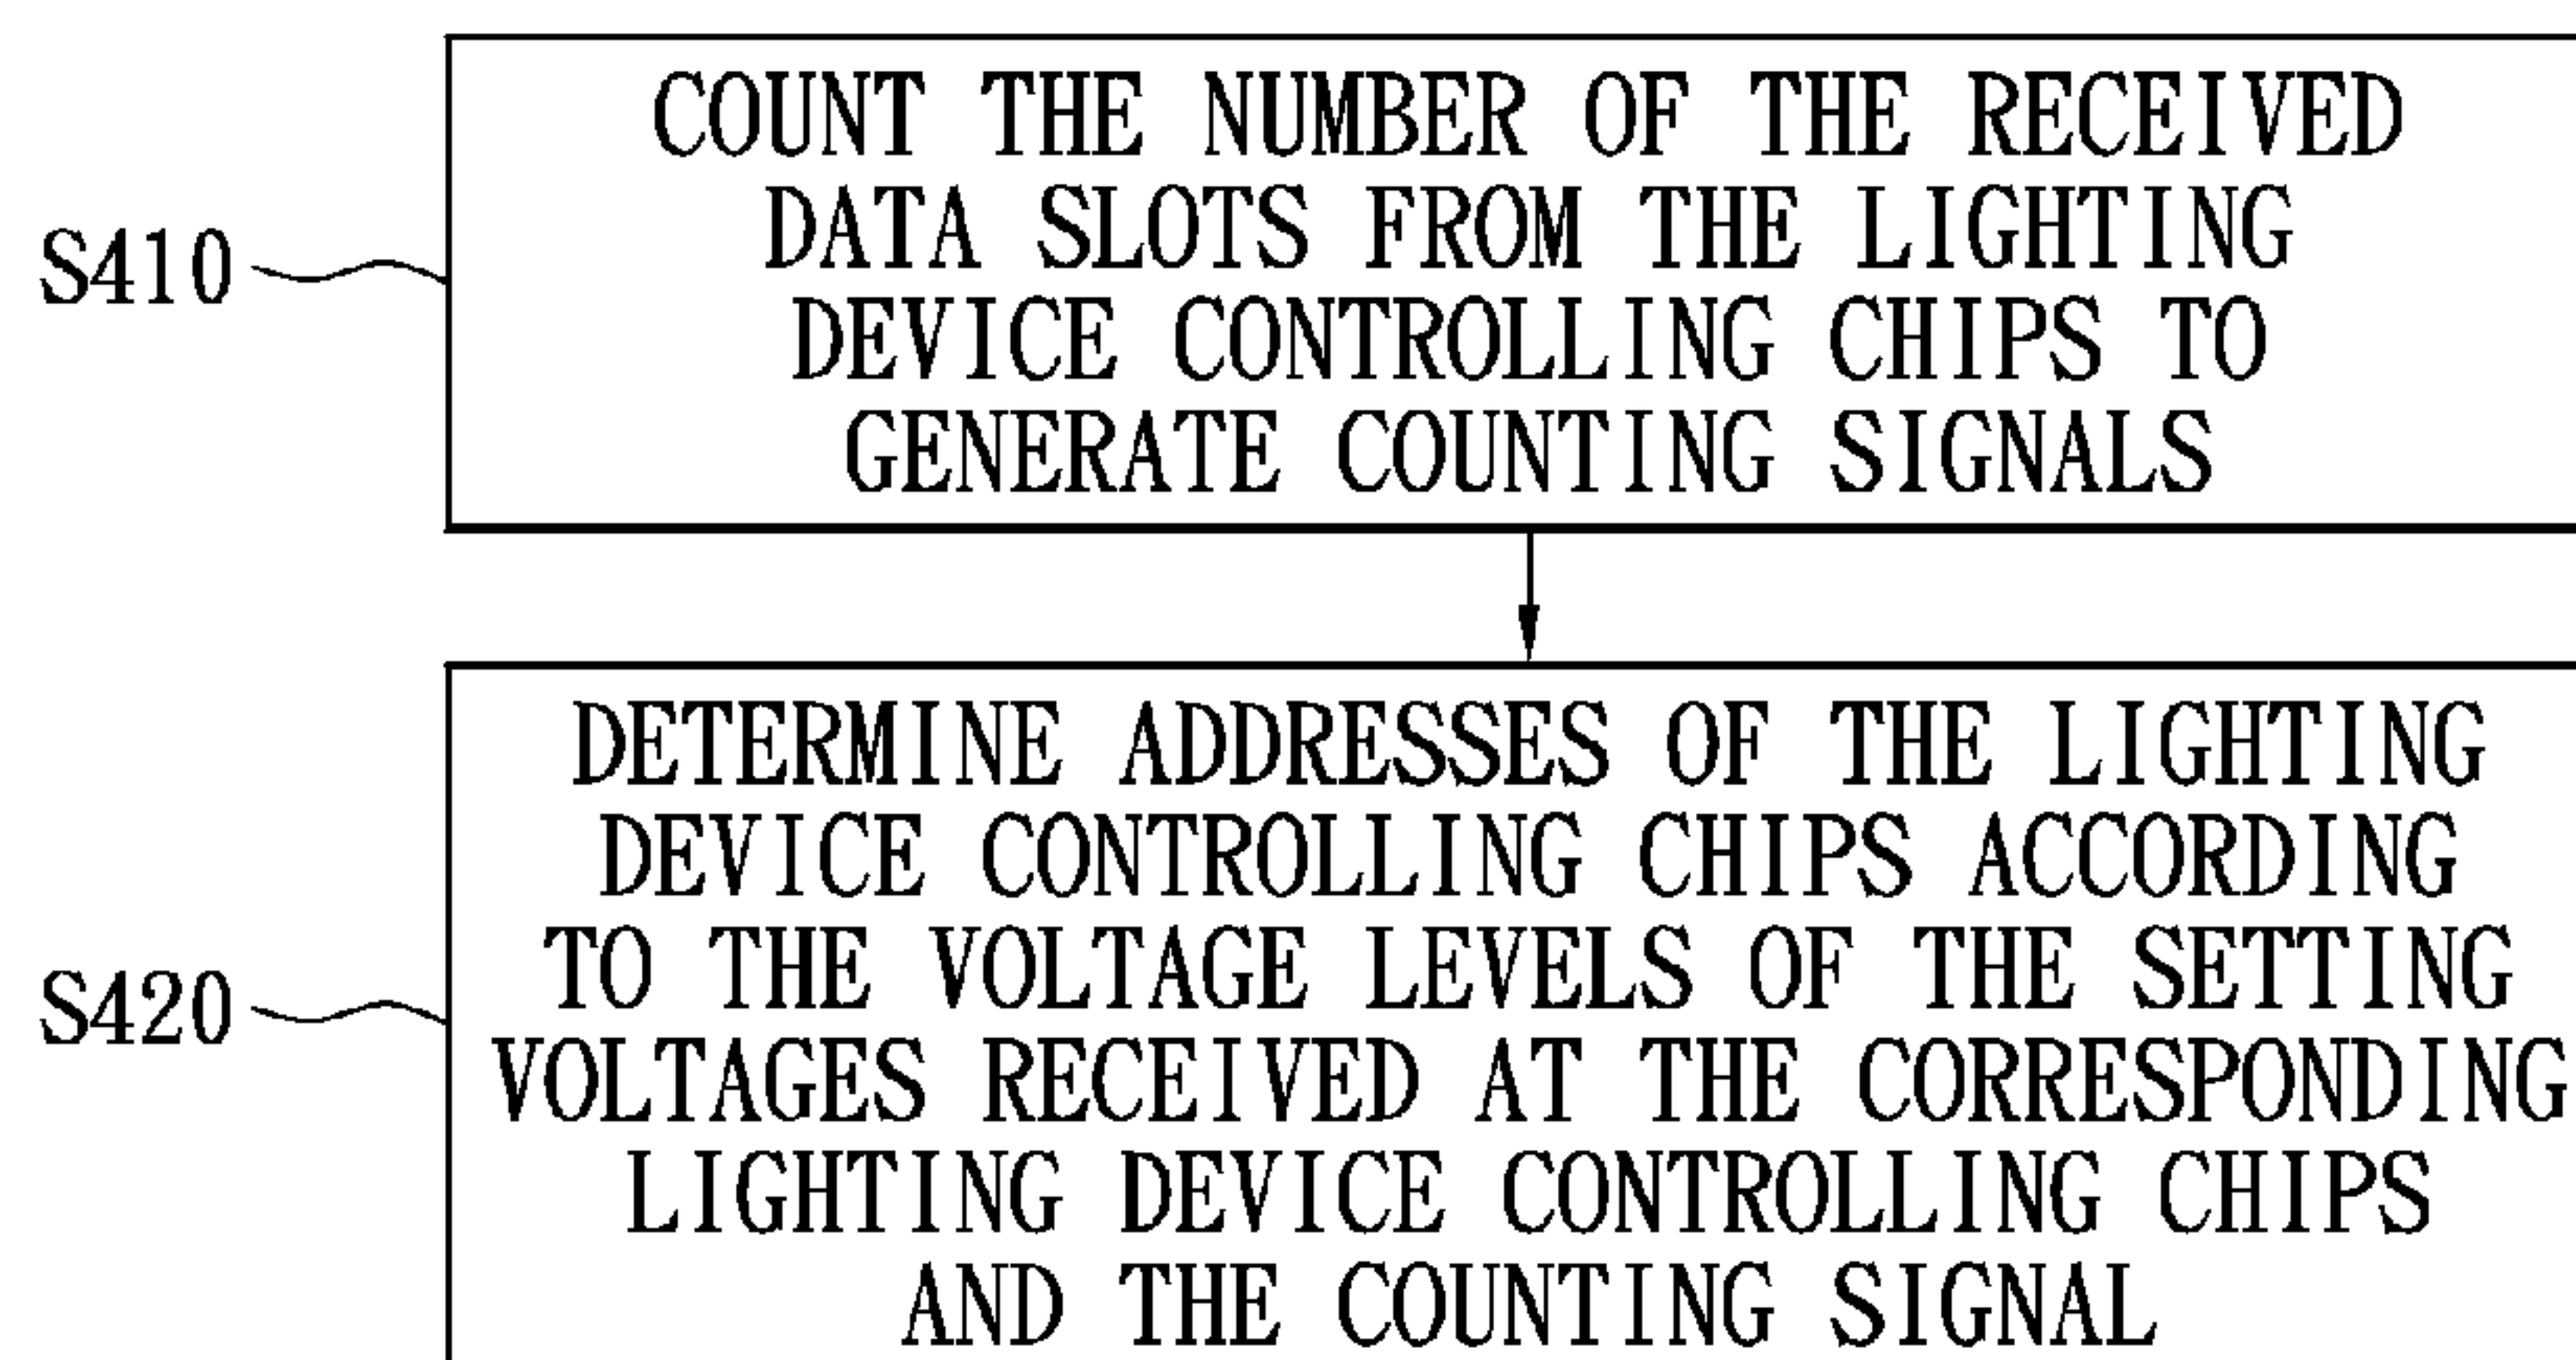 COUNT THE NUMBER OF THE RECEIVED
DATA SLOTS FROM THE LIGHTING
S410
DEVICE CONTROLLING CHIPS TO
GENERATE COUNTING SIGNALS
DETERMINE ADDRESSES OF THE LIGHTING
DEVICE CONTROLLING CHIPS ACCORDING
TO THE VOLTAGE LEVELS OF THE SETTING
S420
VOLTAGES RECEIVED AT THE CORRESPONDING
LIGHTING DEVICE CONTROLLING CHIPS
AND THE COUNTING SIGNAL